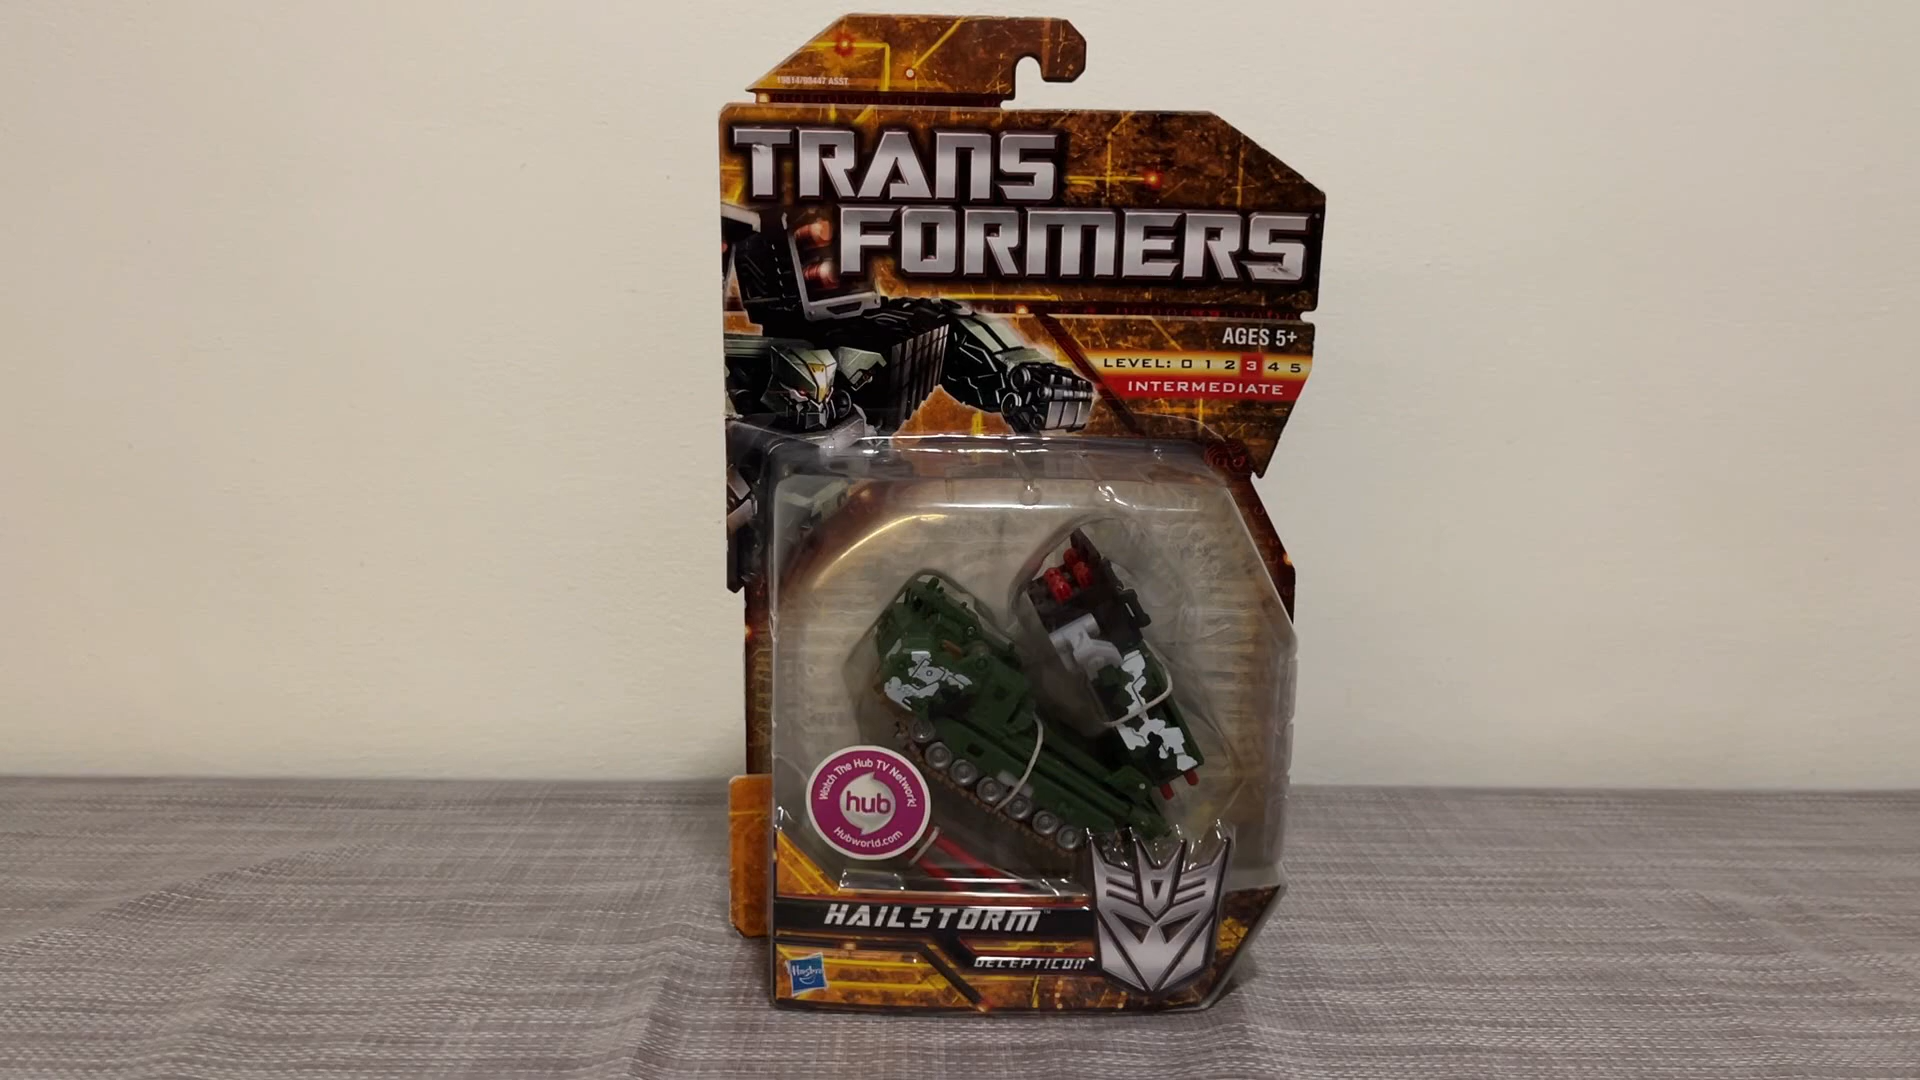 TRANS
FORMERS
AGES 5+
LEVEL: 0 1 2 3 4 5
INTERMEDIATE
Watch The Hub TV Network!
hub
Hubworld.com
HAILSTORM™
DECEPTICON
Hasbro